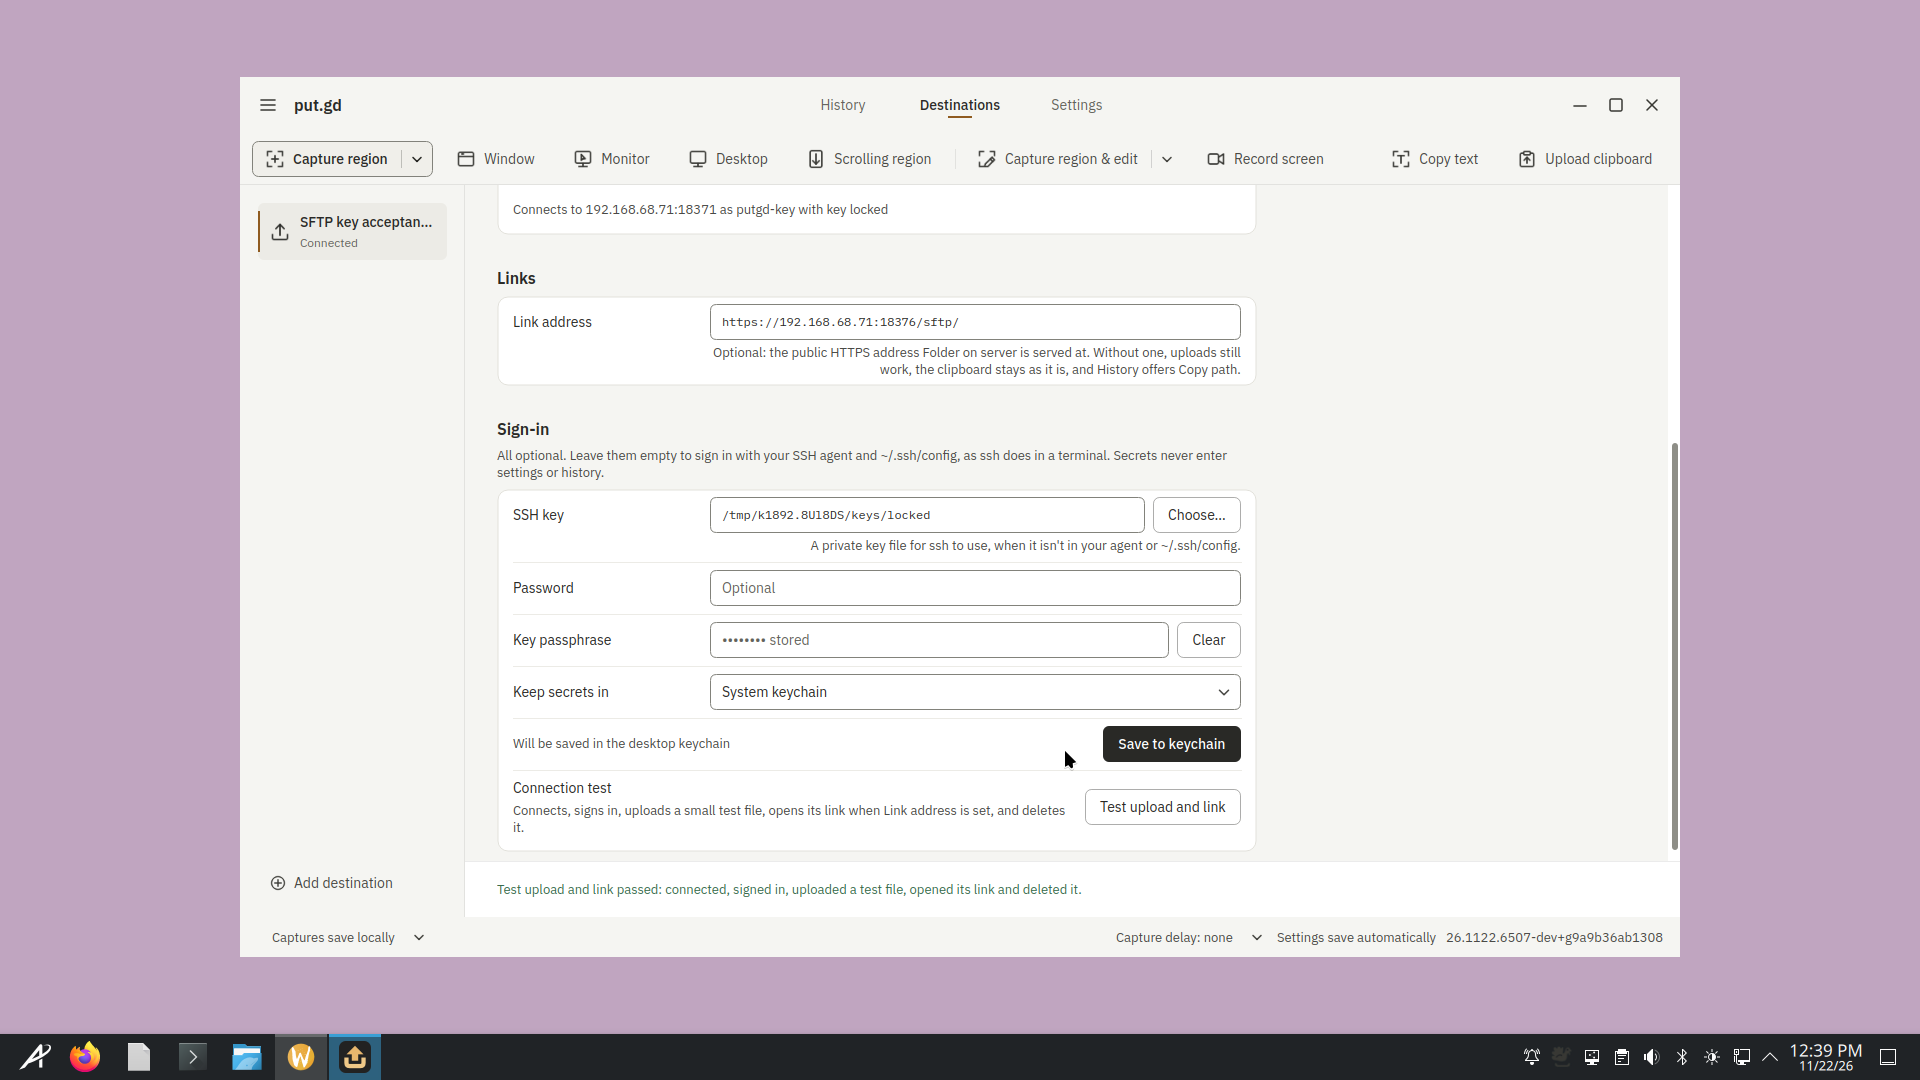 put.gd
History
Destinations
Settings
Capture region
Window
Monitor
Desktop
Scrolling region
Capture region & edit
Record screen
Copy text
Upload clipboard
SFTP key acceptan...
Connected
Connects to 192.168.68.71:18371 as putgd-key with key locked
Links
Link address
https://192.168.68.71:18376/sftp/
Optional: the public HTTPS address Folder on server is served at. Without one, uploads still
work, the clipboard stays as it is, and History offers Copy path.
Sign-in
All optional. Leave them empty to sign in with your SSH agent and ~/.ssh/config, as ssh does in a terminal. Secrets never enter
settings or history.
SSH key
/tmp/k1892.8Ul8DS/keys/locked
Choose...
A private key file for ssh to use, when it isn't in your agent or ~/.ssh/config.
Password
Optional
Key passphrase
•••••••• stored
Clear
Keep secrets in
System keychain
Will be saved in the desktop keychain
Save to keychain
Connection test
Connects, signs in, uploads a small test file, opens its link when Link address is set, and deletes
it.
Test upload and link
Add destination
Test upload and link passed: connected, signed in, uploaded a test file, opened its link and deleted it.
Captures save locally
Capture delay: none
Settings save automatically
26.1122.6507-dev+g9a9b36ab1308
12:39 PM
11/22/26